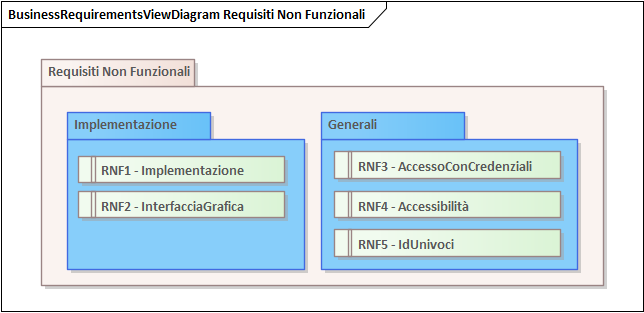 BusinessRequirementsViewDiagram Requisiti Non Funzionali
Requisiti Non Funzionali
Implementazione
RNF1 - Implementazione
RNF2 - InterfacciaGrafica
Generali
RNF3 - AccessoConCredenziali
RNF4 - Accessibilità
RNF5 - IdUnivoci